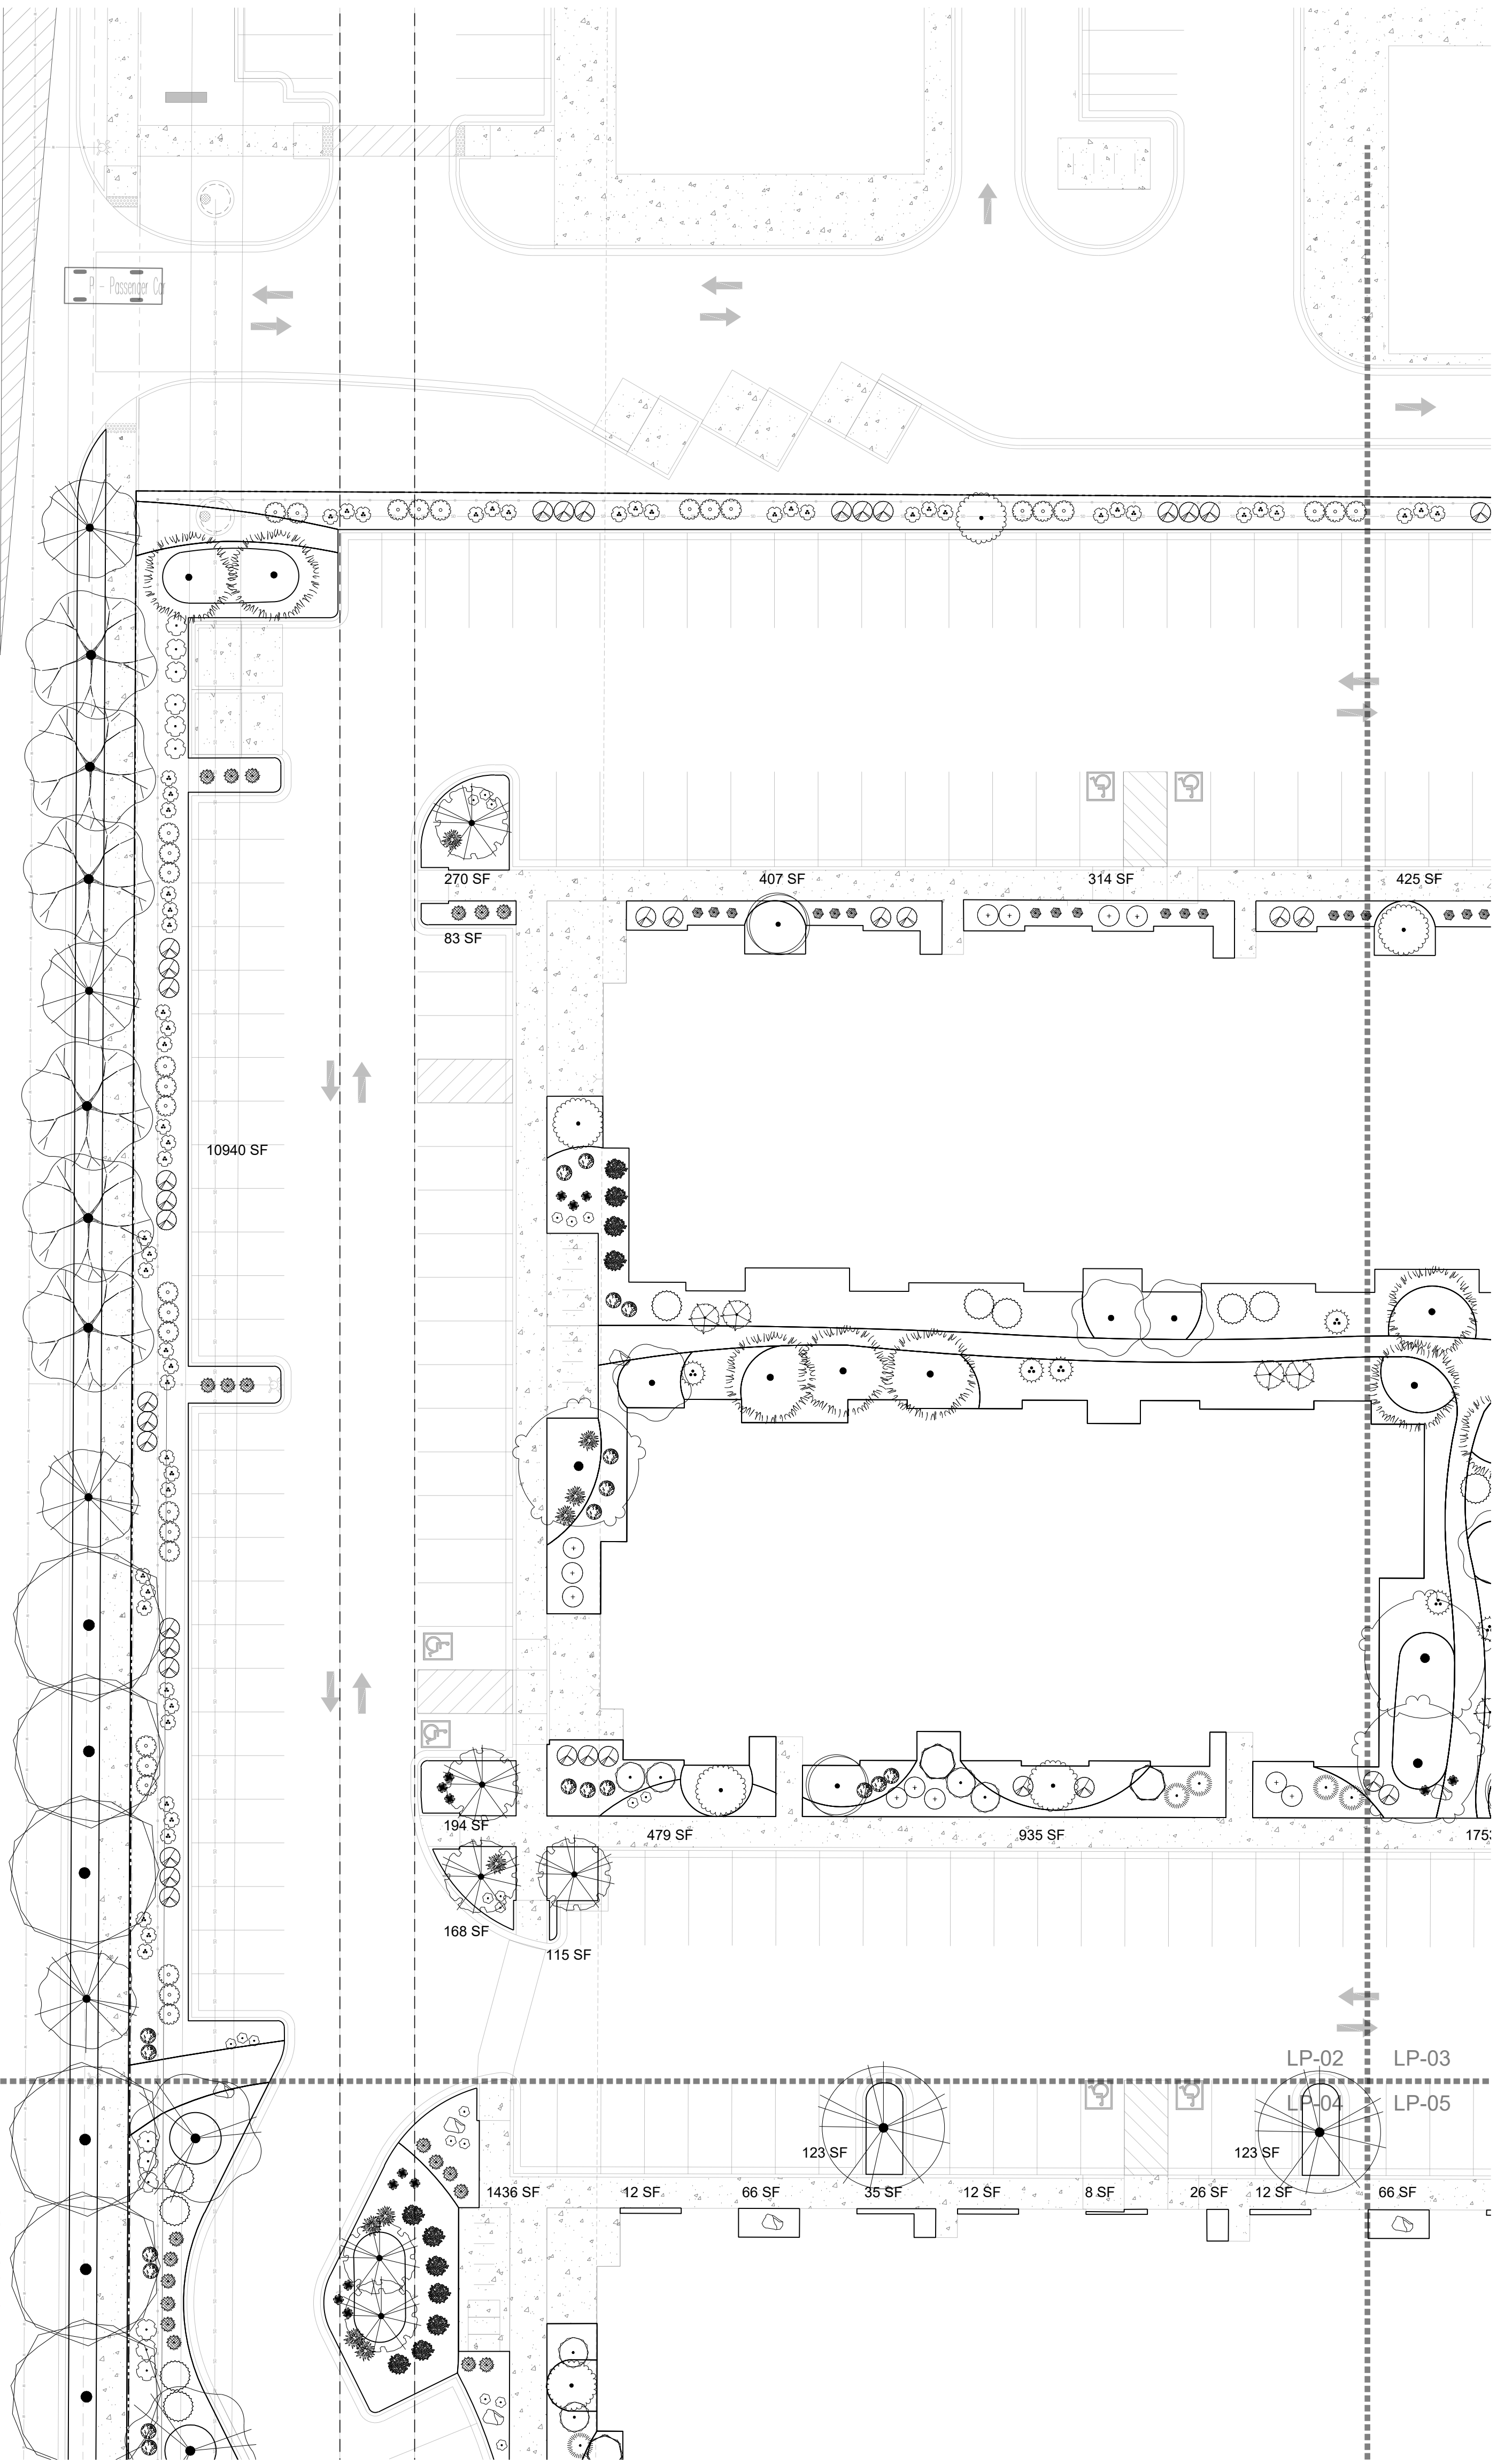 P - Passenger Car
270 SF
407 SF
314 SF
425 SF
83 SF
10940 SF
194 SF
479 SF
935 SF
1753
168 SF
115 SF
LP-02
LP-03
LP-04
LP-05
123 SF
123 SF
1436 SF
12 SF
66 SF
35 SF
12 SF
8 SF
26 SF
12 SF
66 SF